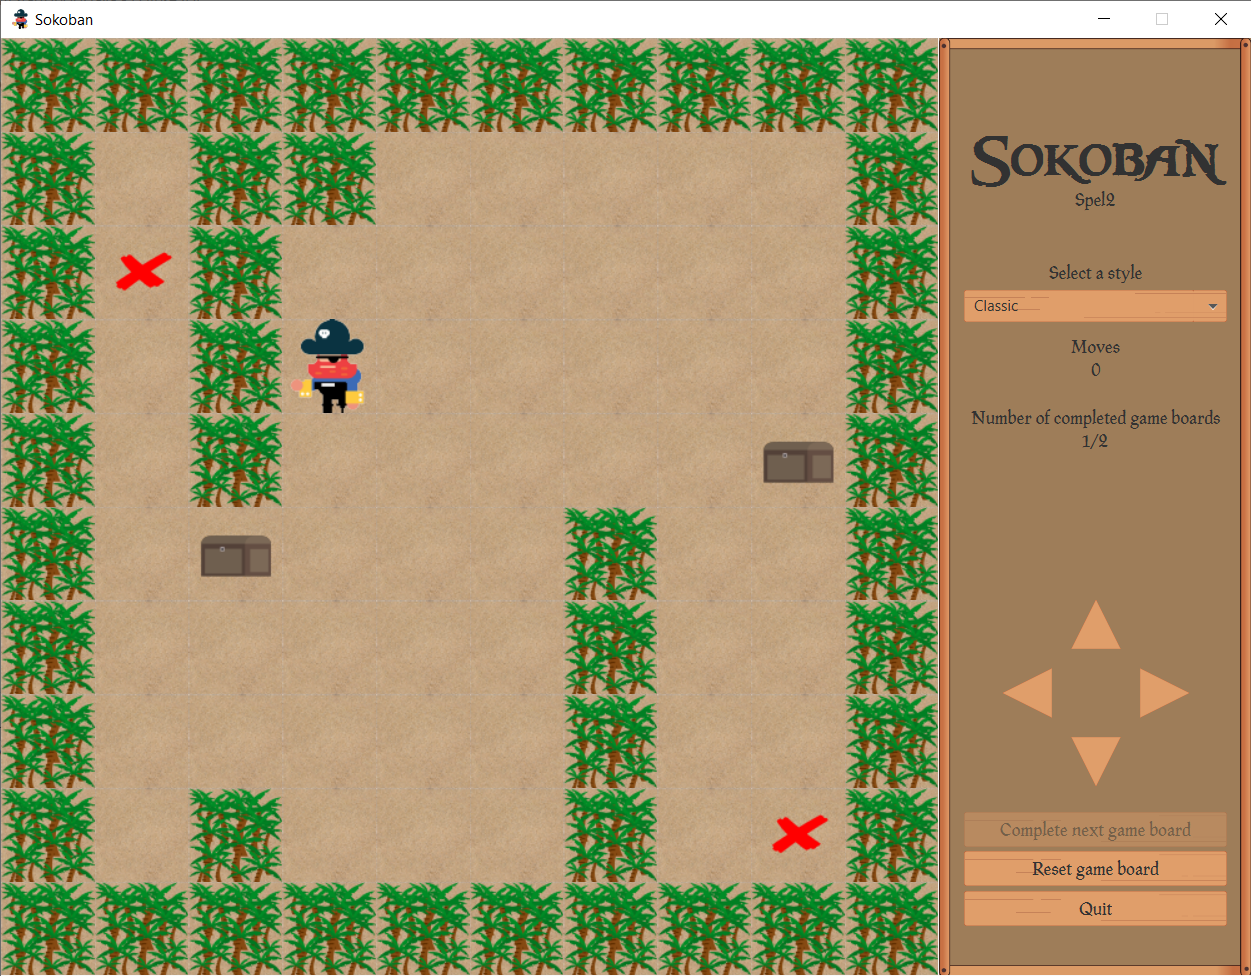 Sokoban
SOKOBAN
Spel2
Select a style
Classic
Moves
0
Number of completed game boards
1/2
Complete next game board
Reset game board
Quit